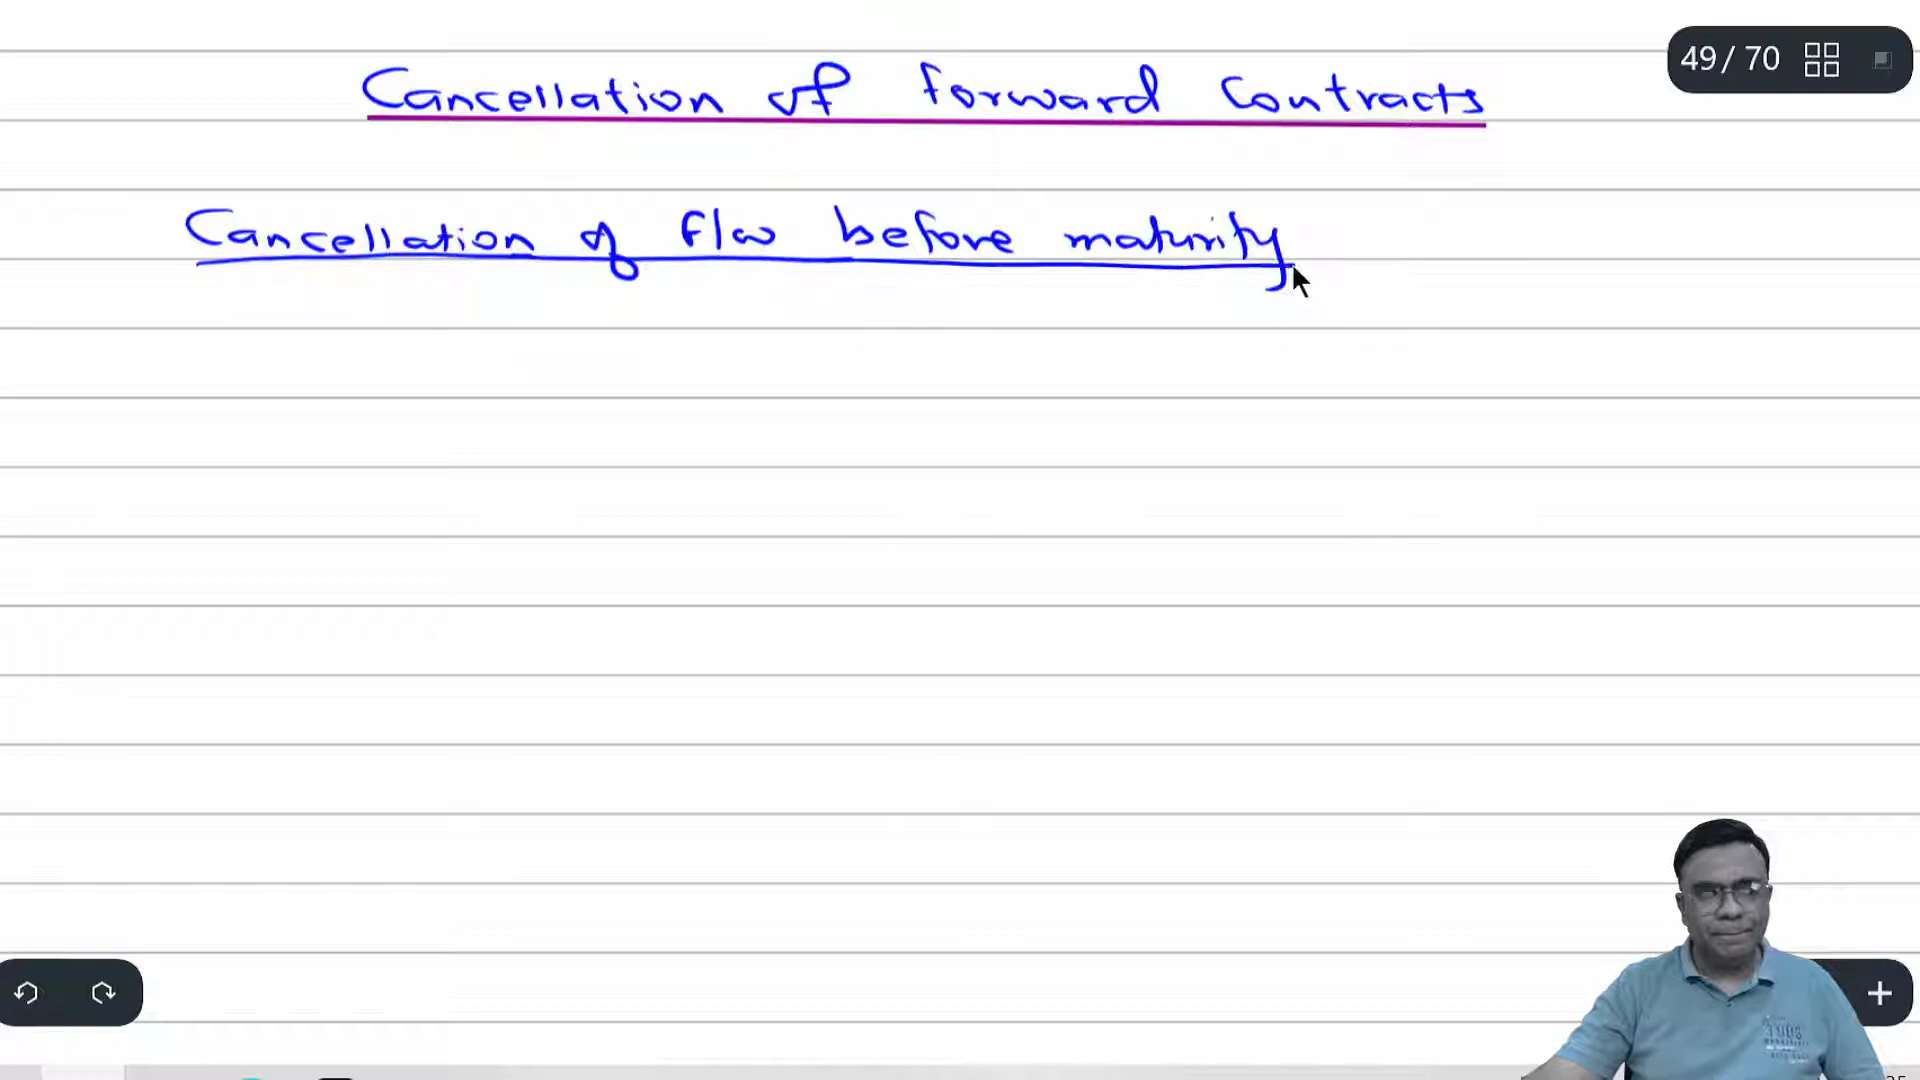 49 / 70
Cancellation of forward contracts
Cancellation of F/w before maturity